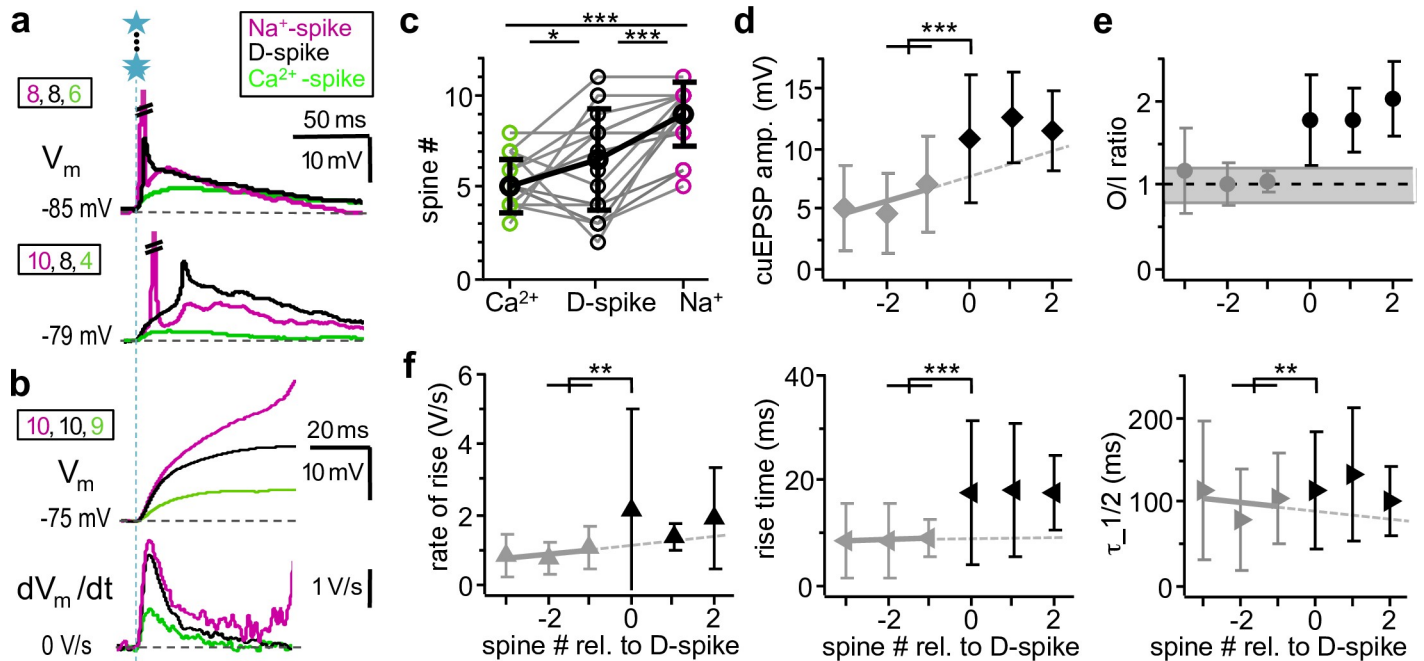 a
Na⁺-spike
D-spike
Ca²⁺-spike
8, 8, 6
50 ms
10 mV
Vm
-85 mV
10, 8, 4
-79 mV
b
10, 10, 9
20 ms
10 mV
Vm
-75 mV
dVm/dt
1 V/s
0 V/s
c
***
*
***
spine #
10
5
0
Ca²⁺
D-spike
Na⁺
d
***
cuEPSP amp. (mV)
15
10
5
0
-2
0
2
e
O/I ratio
2
1
0
-2
0
2
f
**
rate of rise (V/s)
6
4
2
0
-2
0
2
spine # rel. to D-spike
***
rise time (ms)
40
20
0
-2
0
2
spine # rel. to D-spike
**
τ_1/2 (ms)
200
100
0
-2
0
2
spine # rel. to D-spike